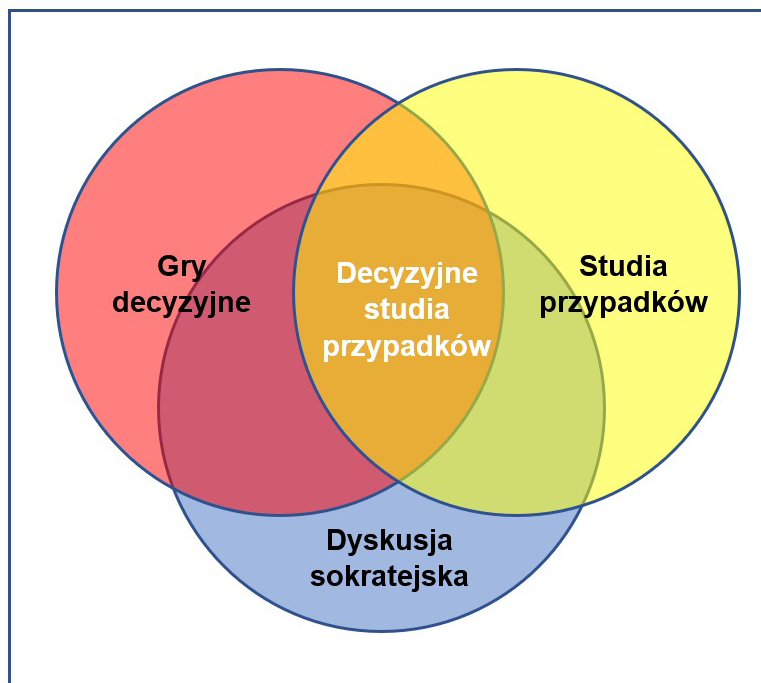 Gry
decyzyjne
Decyzyjne
studia
przypadków
Studia
przypadków
Dyskusja
sokratejska